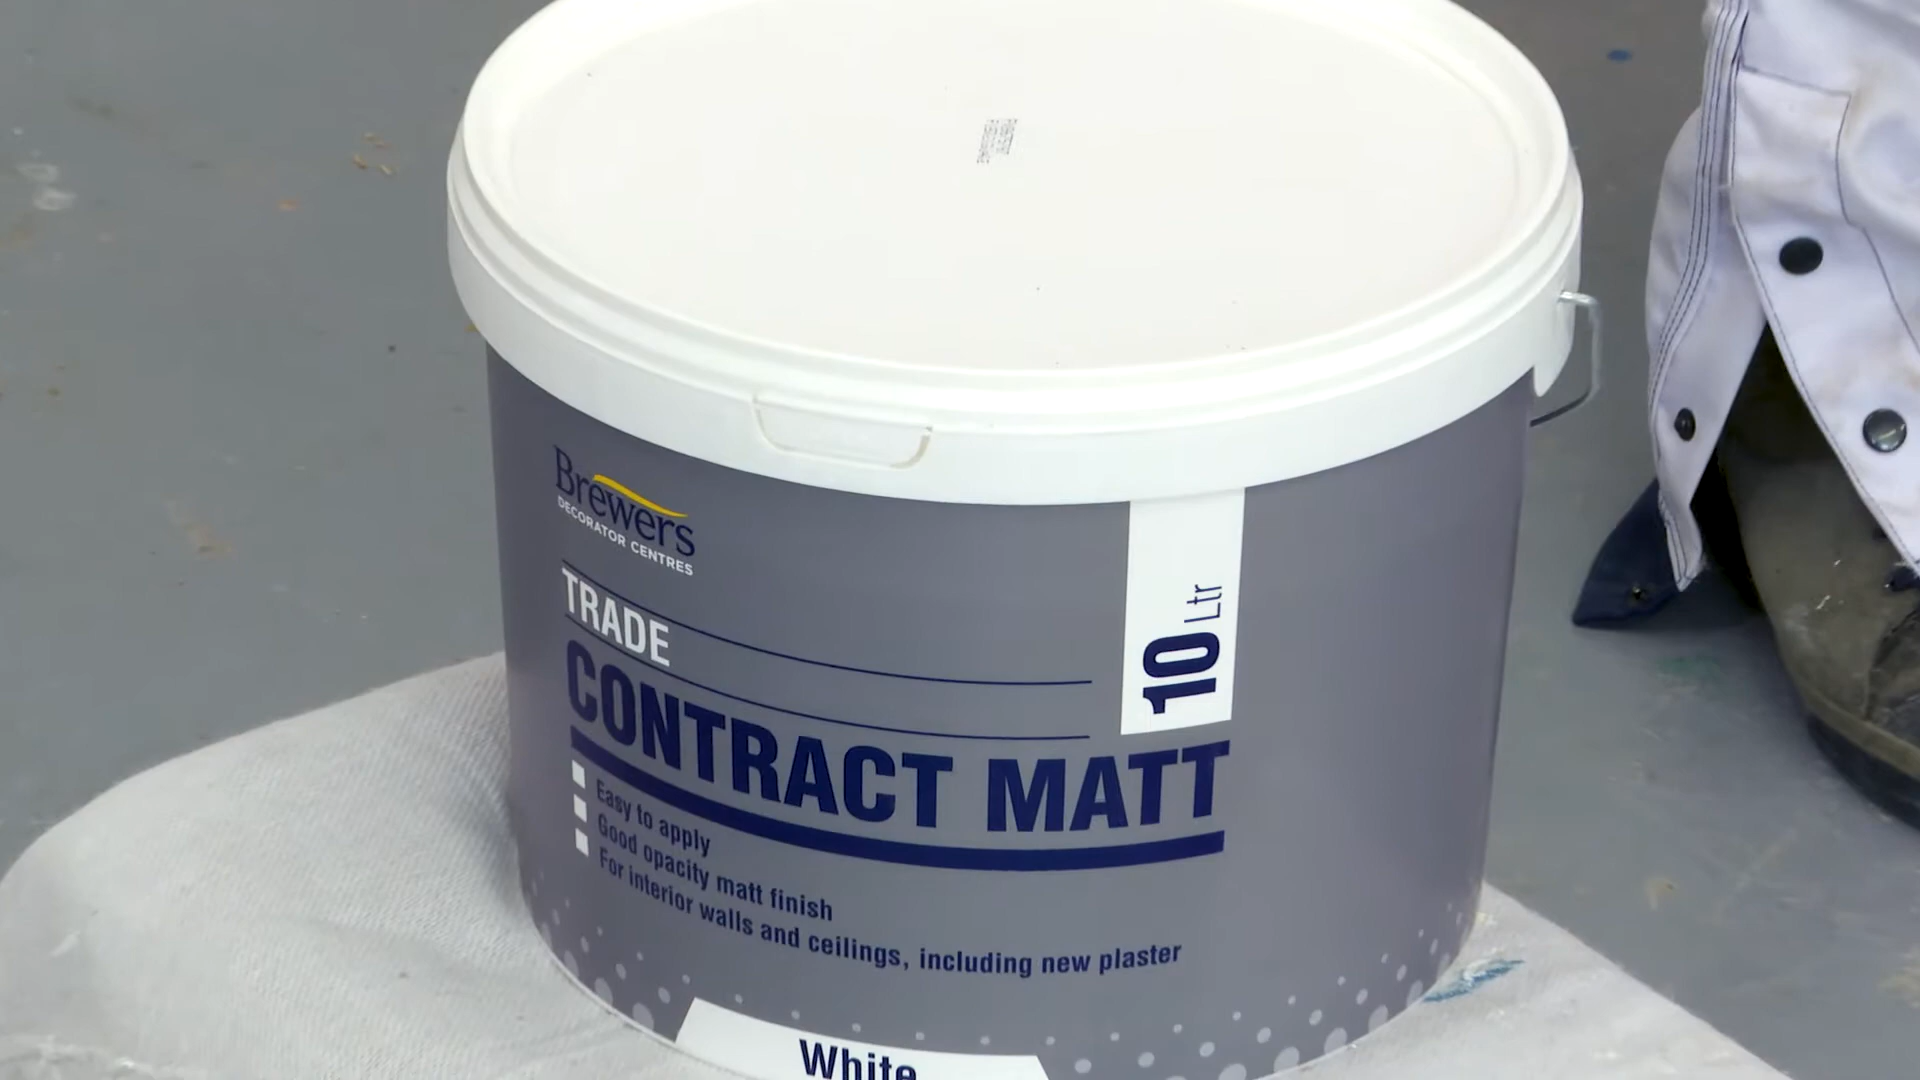 Brewers
DECORATOR CENTRES
TRADE
10 Ltr
CONTRACT MATT
Easy to apply
Good opacity matt finish
For interior walls and ceilings, including new plaster
White